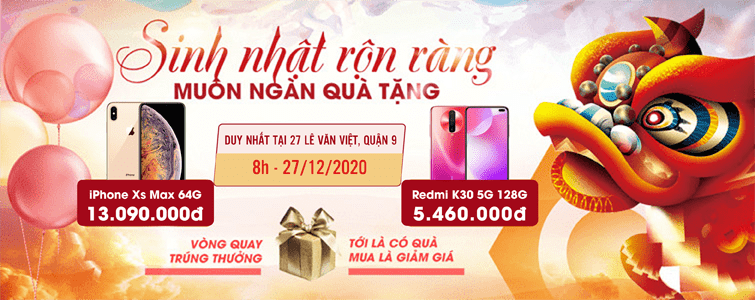 Sinh nhật rộn ràng
MUÔN NGÀN QUÀ TẶNG
DUY NHẤT TẠI 27 LÊ VĂN VIỆT, QUẬN 9
8h - 27/12/2020
iPhone Xs Max 64G
13.090.000đ
Redmi K30 5G 128G
5.460.000đ
VÒNG QUAY
TRÚNG THƯỞNG
TỚI LÀ CÓ QUÀ
MUA LÀ GIẢM GIÁ